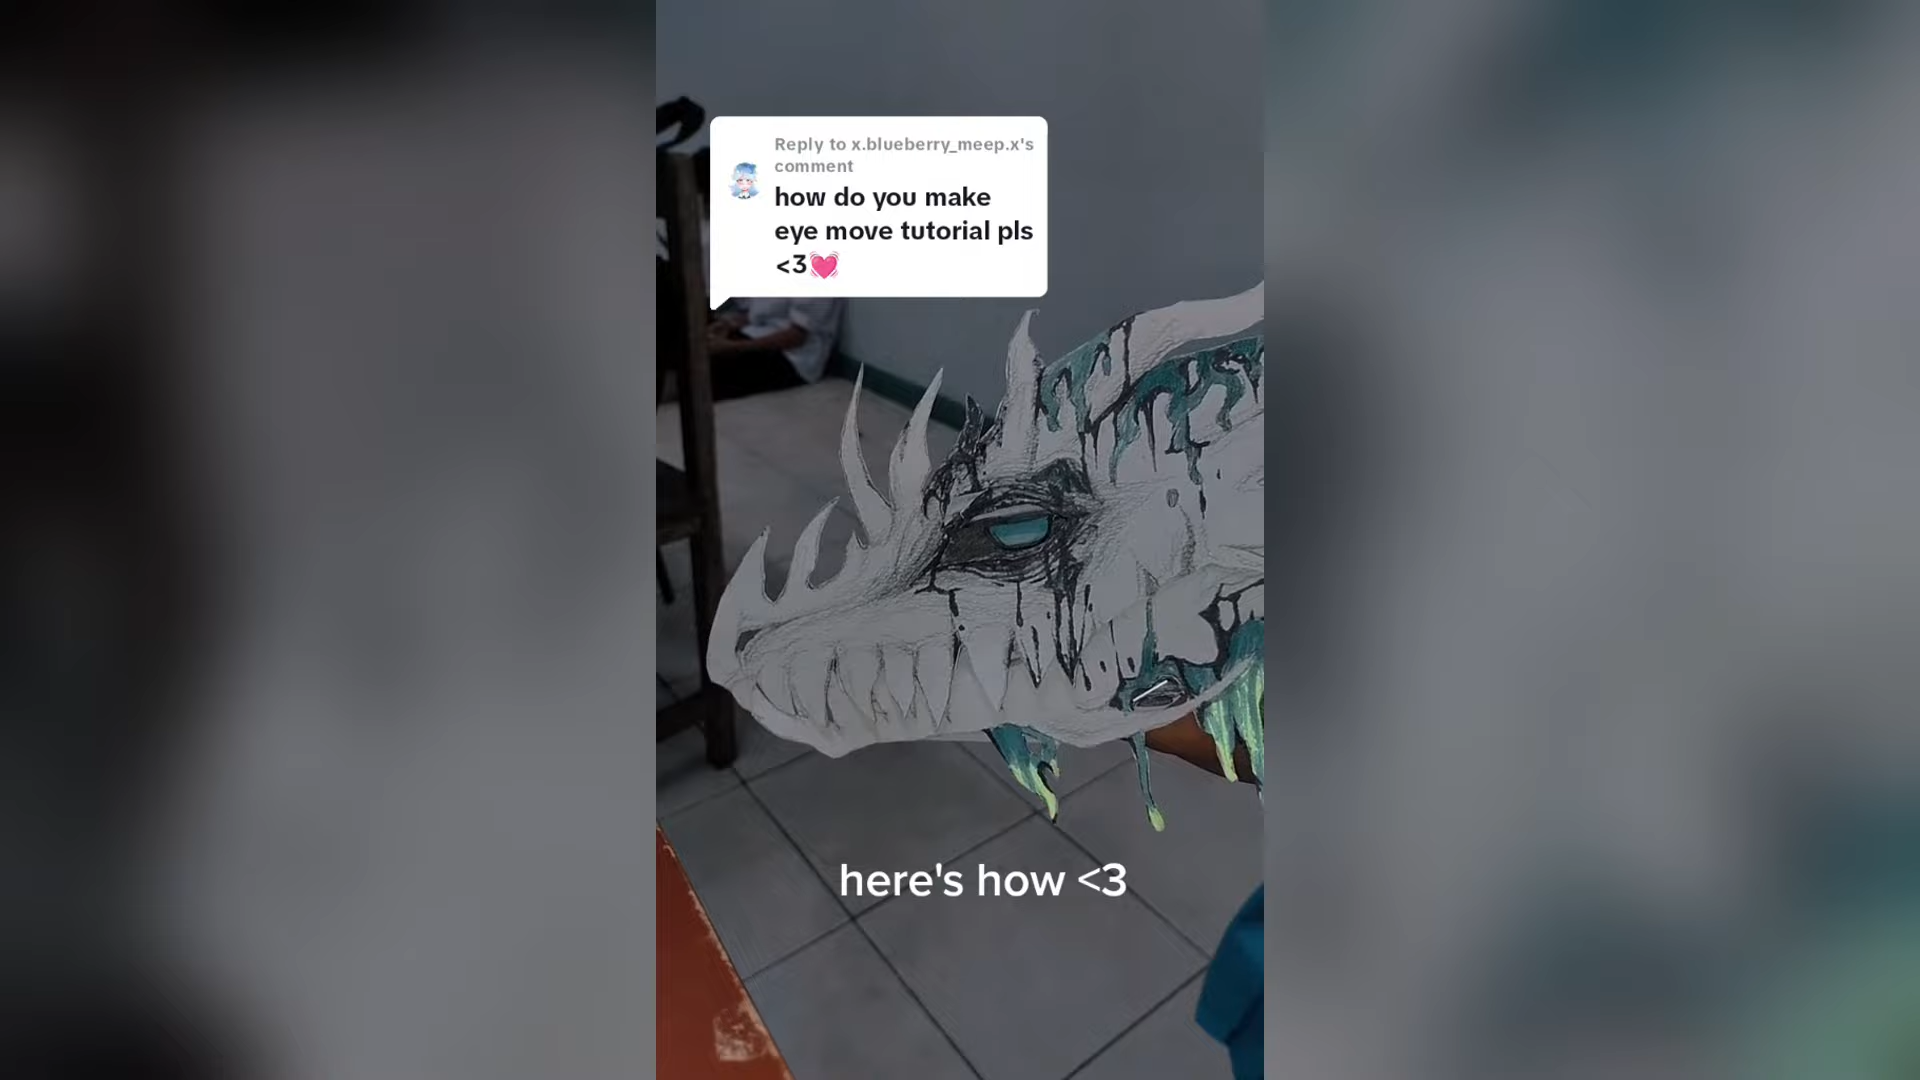 Reply to x.blueberry_meep.x's
comment
how do you make
eye move tutorial pls
<3💓
here's how <3